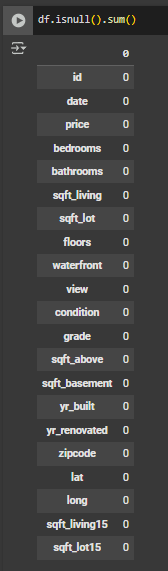 df.isnull().sum()
0
id 0
date 0
price 0
bedrooms 0
bathrooms 0
sqft_living 0
sqft_lot 0
floors 0
waterfront 0
view 0
condition 0
grade 0
sqft_above 0
sqft_basement 0
yr_built 0
yr_renovated 0
zipcode 0
lat 0
long 0
sqft_living15 0
sqft_lot15 0